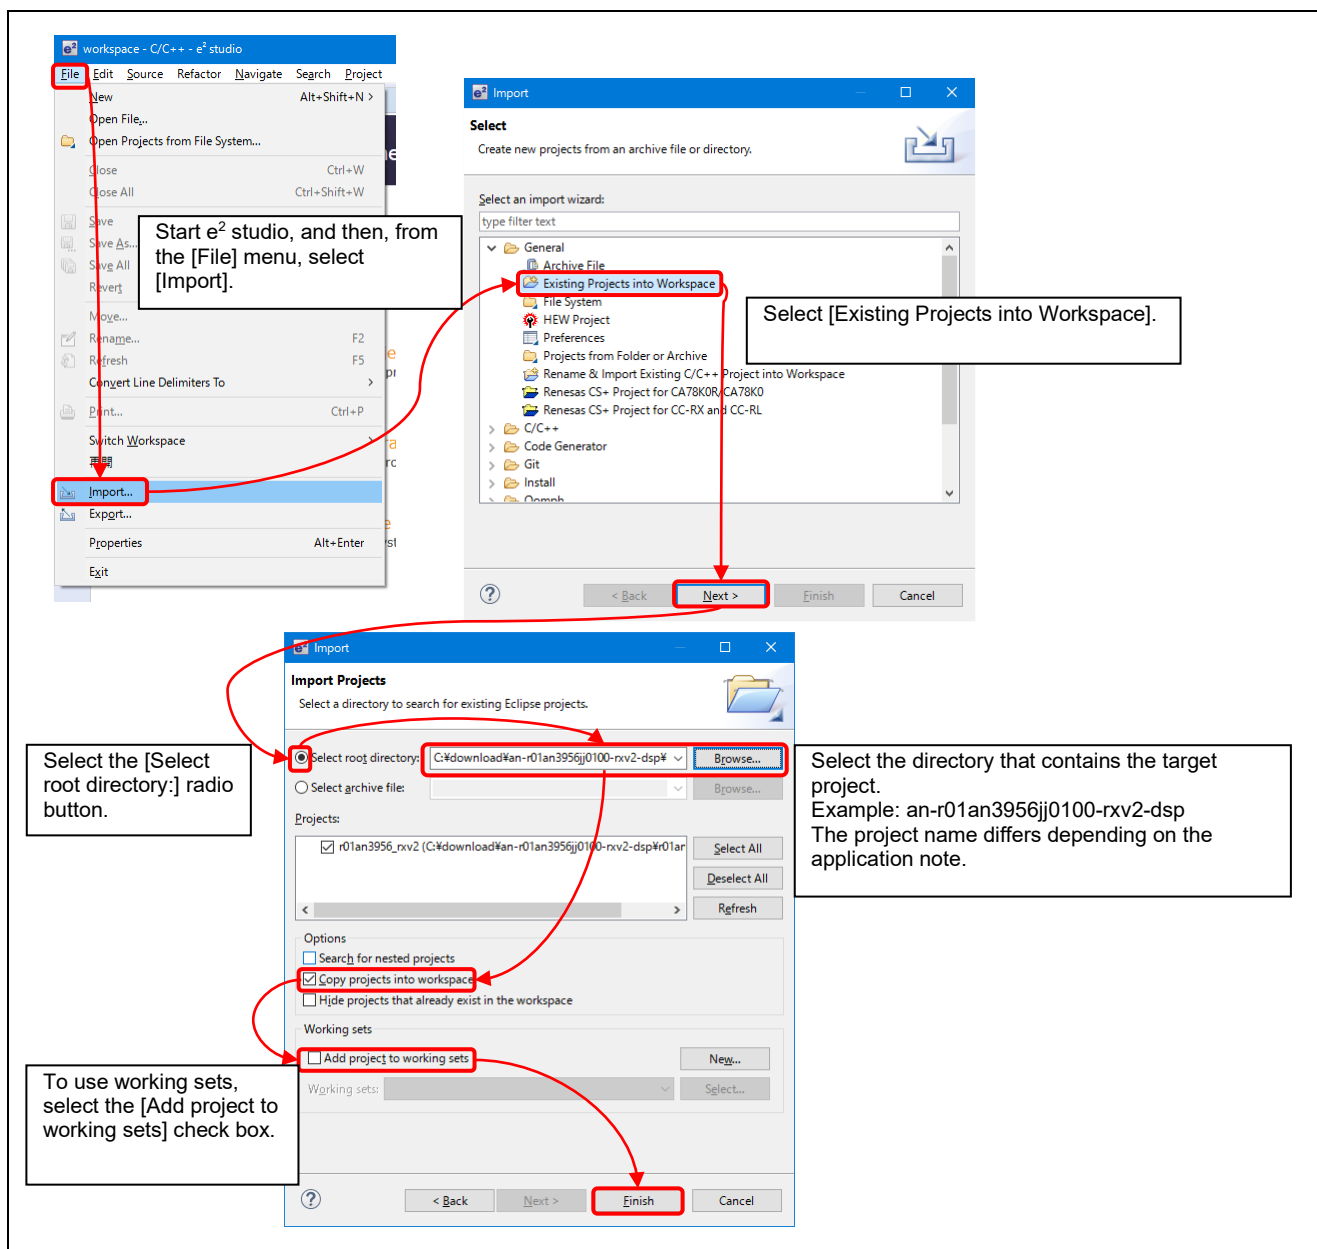 workspace - C/C++ - e² studio
File Edit Source Refactor Navigate Search Project
New Alt+Shift+N >
Open File...
Open Projects from File System...
Close Ctrl+W
Close All Ctrl+Shift+W
Save
Save As...
Save All
Revert
Move...
Rename... F2
Refresh F5
Convert Line Delimiters To >
Print... Ctrl+P
Switch Workspace >
再開
Import...
Export...
Properties Alt+Enter
Exit
Start e² studio, and then, from
the [File] menu, select
[Import].
e² Import
Select
Create new projects from an archive file or directory.
Select an import wizard:
type filter text
General
Archive File
Existing Projects into Workspace
File System
HEW Project
Preferences
Projects from Folder or Archive
Rename & Import Existing C/C++ Project into Workspace
Renesas CS+ Project for CA78K0R/CA78K0
Renesas CS+ Project for CC-RX and CC-RL
C/C++
Code Generator
Git
Install
Oomph
< Back Next > Finish Cancel
Select [Existing Projects into Workspace].
e² Import
Import Projects
Select a directory to search for existing Eclipse projects.
Select root directory: C:¥download¥an-r01an3956jj0100-rxv2-dsp¥ Browse...
Select archive file: Browse...
Projects:
r01an3956_rxv2 (C:¥download¥an-r01an3956jj0100-rxv2-dsp¥r01ar
Select All
Deselect All
Refresh
Options
Search for nested projects
Copy projects into workspace
Hide projects that already exist in the workspace
Working sets
Add project to working sets New...
Working sets: Select...
< Back Next > Finish Cancel
Select the [Select
root directory:] radio
button.
Select the directory that contains the target
project.
Example: an-r01an3956jj0100-rxv2-dsp
The project name differs depending on the
application note.
To use working sets,
select the [Add project to
working sets] check box.